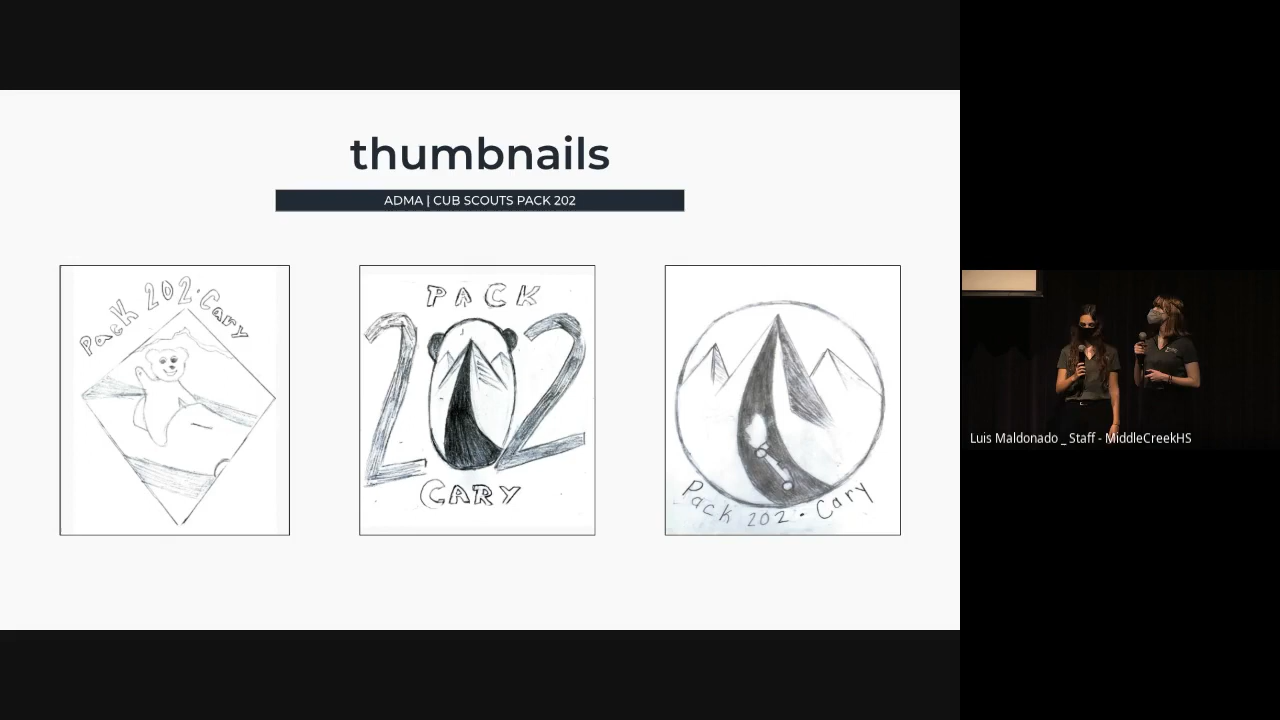 thumbnails
ADMA | CUB SCOUTS PACK 202
Pack 202·Cary
PACK
202
CARY
Pack 202·Cary
Luis Maldonado _ Staff - MiddleCreekHS